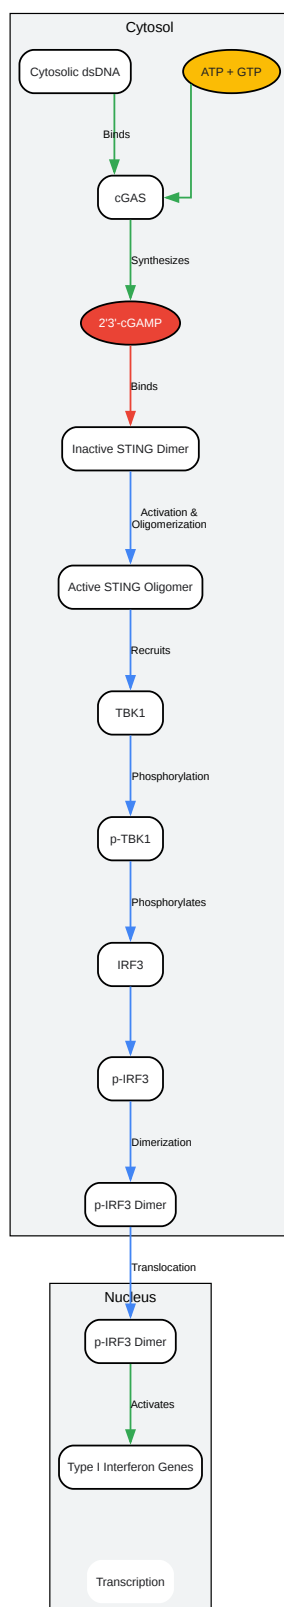 Cytosol
Cytosolic dsDNA
ATP + GTP
Binds
cGAS
Synthesizes
2'3'-cGAMP
Binds
Inactive STING Dimer
Activation &
Oligomerization
Active STING Oligomer
Recruits
TBK1
Phosphorylation
p-TBK1
Phosphorylates
IRF3
p-IRF3
Dimerization
p-IRF3 Dimer
Translocation
Nucleus
p-IRF3 Dimer
Activates
Type I Interferon Genes
Transcription